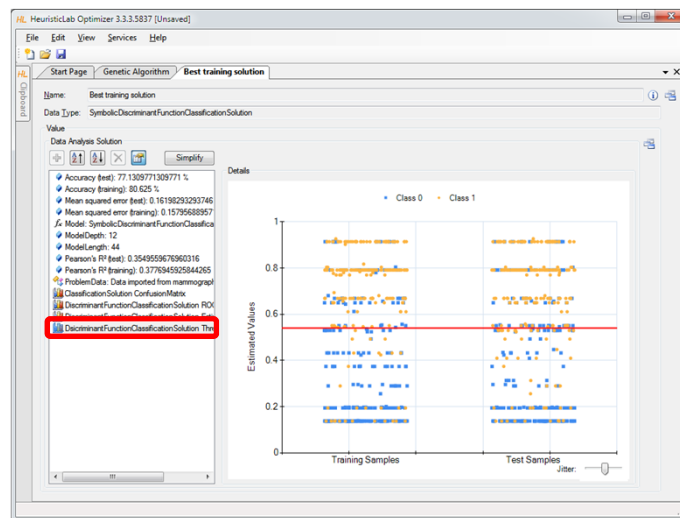 HL HeuristicLab Optimizer 3.3.3.5837 [Unsaved]
File Edit View Services Help
HL Clipboard
Start Page Genetic Algorithm Best training solution
Name: Best training solution
Data Type: SymbolicDiscriminantFunctionClassificationSolution
Value
Data Analysis Solution
Simplify
Accuracy (test): 77.1309771309771 %
Accuracy (training): 80.625 %
Mean squared error (test): 0.16198293293746
Mean squared error (training): 0.15795688957
Model: SymbolicDiscriminantFunctionClassifica
ModelDepth: 12
ModelLength: 44
Pearson's R² (test): 0.3549559676960316
Pearson's R² (training): 0.3776945925844265
ProblemData: Data imported from mammograph
ClassificationSolution ConfusionMatrix
DiscriminantFunctionClassificationSolution ROC
DiscriminantFunctionClassificationSolution Thre
Details
Class 0 Class 1
Estimated Values
1
0.8
0.6
0.4
0.2
0
Training Samples Test Samples
Jitter: